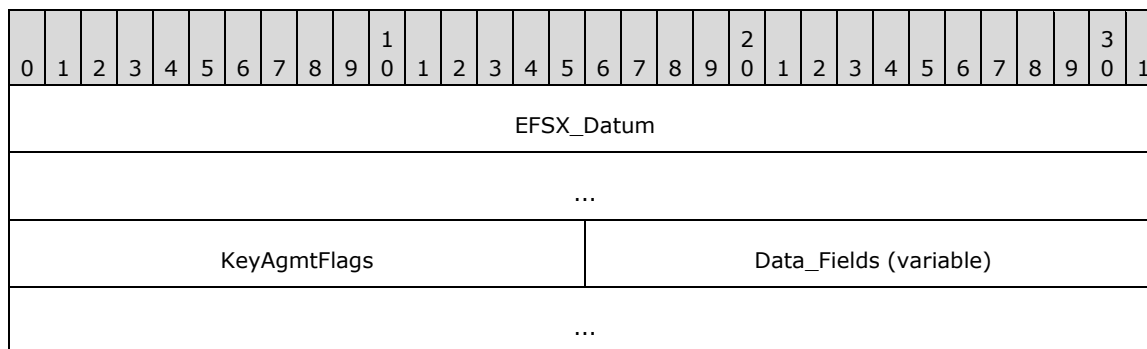 1 2 3
0 1 2 3 4 5 6 7 8 9 0 1 2 3 4 5 6 7 8 9 0 1 2 3 4 5 6 7 8 9 0 1
EFSX_Datum
...
KeyAgmtFlags Data_Fields (variable)
...